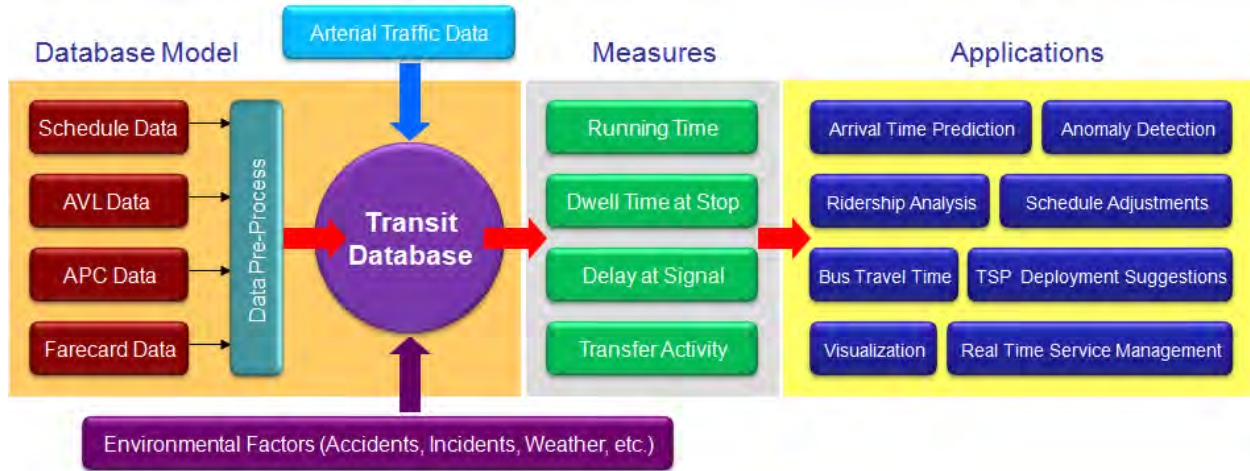 Arterial Traffic Data
Database Model
Measures
Applications
Schedule Data
AVL Data
APC Data
Farecard Data
Data Pre-Process
Transit
Database
Running Time
Dwell Time at Stop
Delay at Signal
Transfer Activity
Arrival Time Prediction
Anomaly Detection
Ridership Analysis
Schedule Adjustments
Bus Travel Time
TSP Deployment Suggestions
Visualization
Real Time Service Management
Environmental Factors (Accidents, Incidents, Weather, etc.)